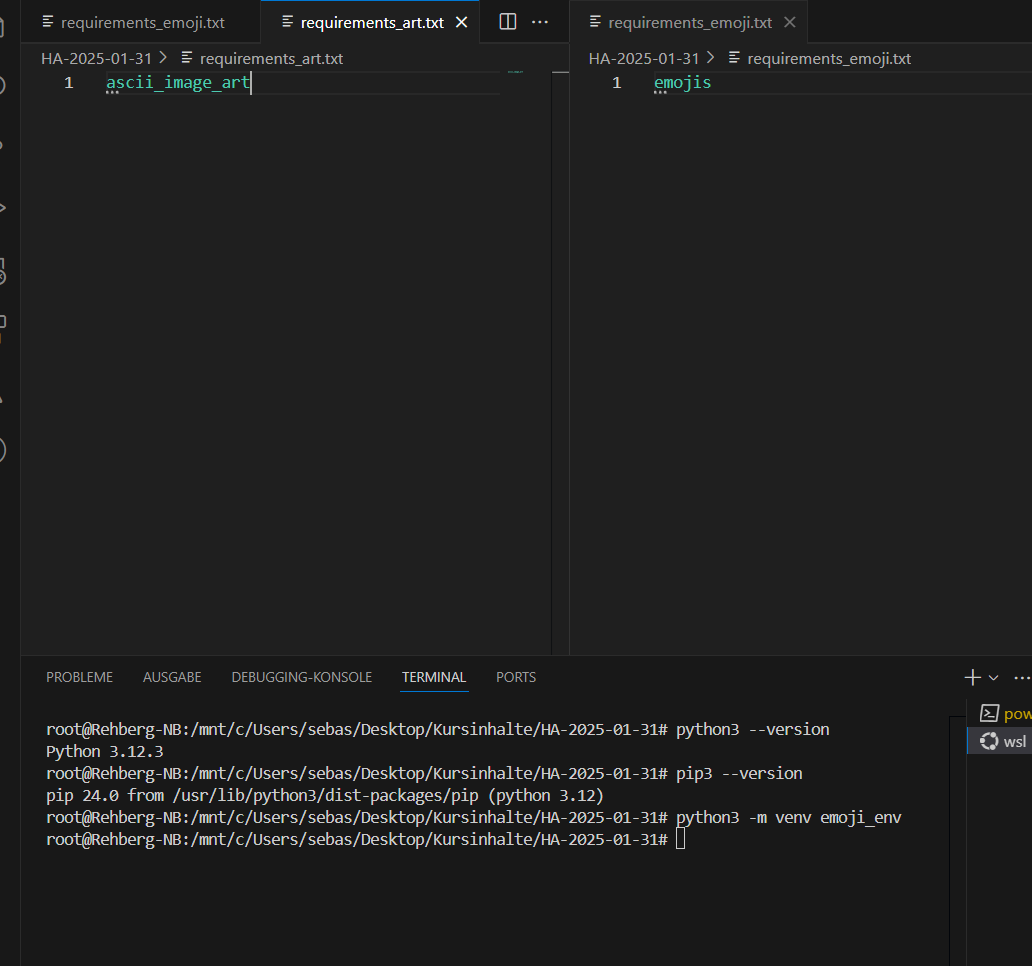 requirements_emoji.txt
requirements_art.txt
requirements_emoji.txt
HA-2025-01-31 > requirements_art.txt
HA-2025-01-31 > requirements_emoji.txt
1 ascii_image_art
1 emojis
PROBLEME AUSGABE DEBUGGING-KONSOLE TERMINAL PORTS
root@Rehberg-NB:/mnt/c/Users/sebas/Desktop/Kursinhalte/HA-2025-01-31# python3 --version
Python 3.12.3
root@Rehberg-NB:/mnt/c/Users/sebas/Desktop/Kursinhalte/HA-2025-01-31# pip3 --version
pip 24.0 from /usr/lib/python3/dist-packages/pip (python 3.12)
root@Rehberg-NB:/mnt/c/Users/sebas/Desktop/Kursinhalte/HA-2025-01-31# python3 -m venv emoji_env
root@Rehberg-NB:/mnt/c/Users/sebas/Desktop/Kursinhalte/HA-2025-01-31#
pow
wsl